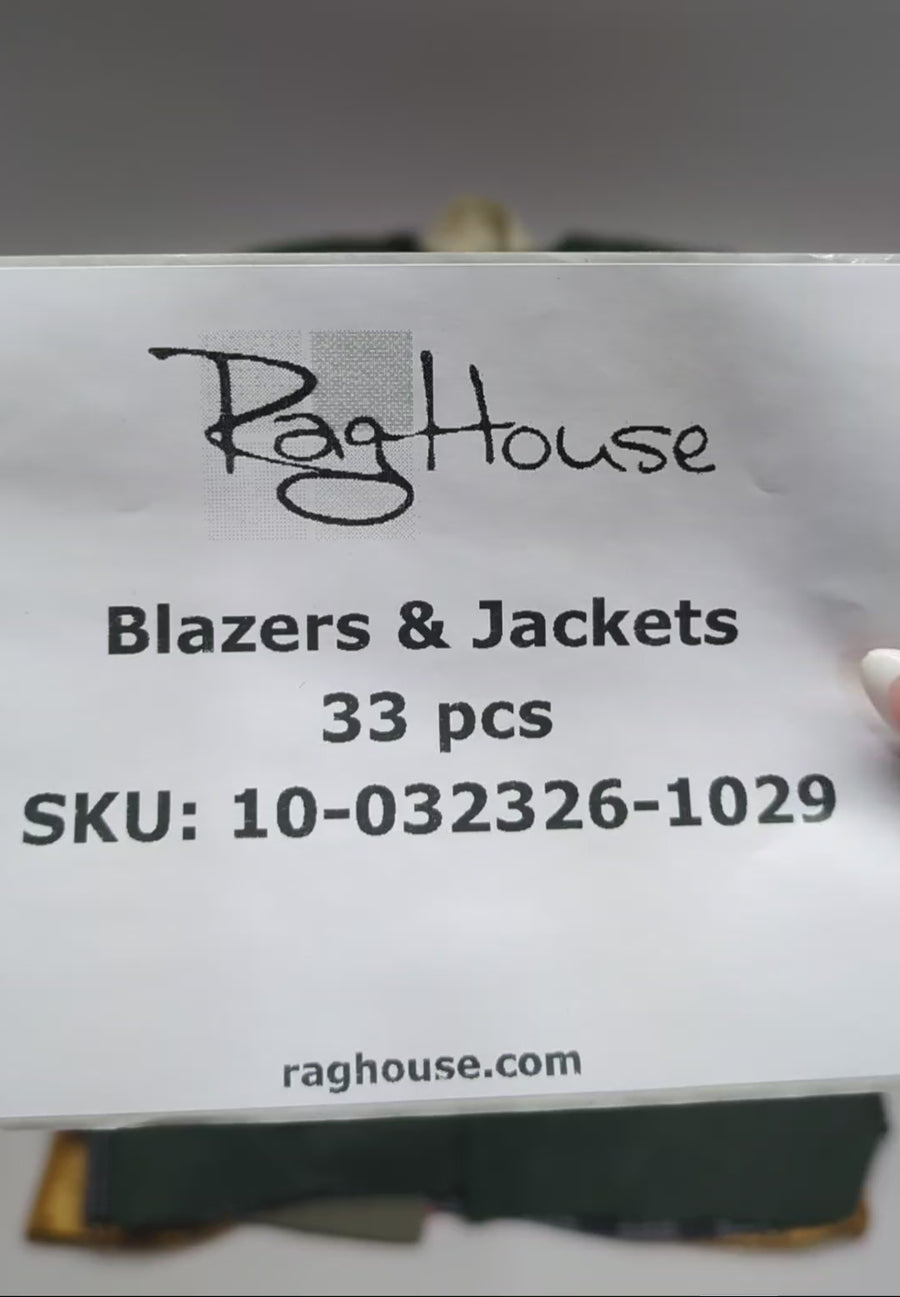 RagHouse
Blazers & Jackets
33 pcs
SKU: 10-032326-1029
raghouse.com